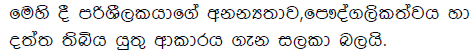 මෙහි දී පරිශීලකයාගේ අනන්‍යතාව,පෞද්ගලිකත්වය හා
දත්ත තිබිය යුතු ආකාරය ගැන සලකා බලයි.